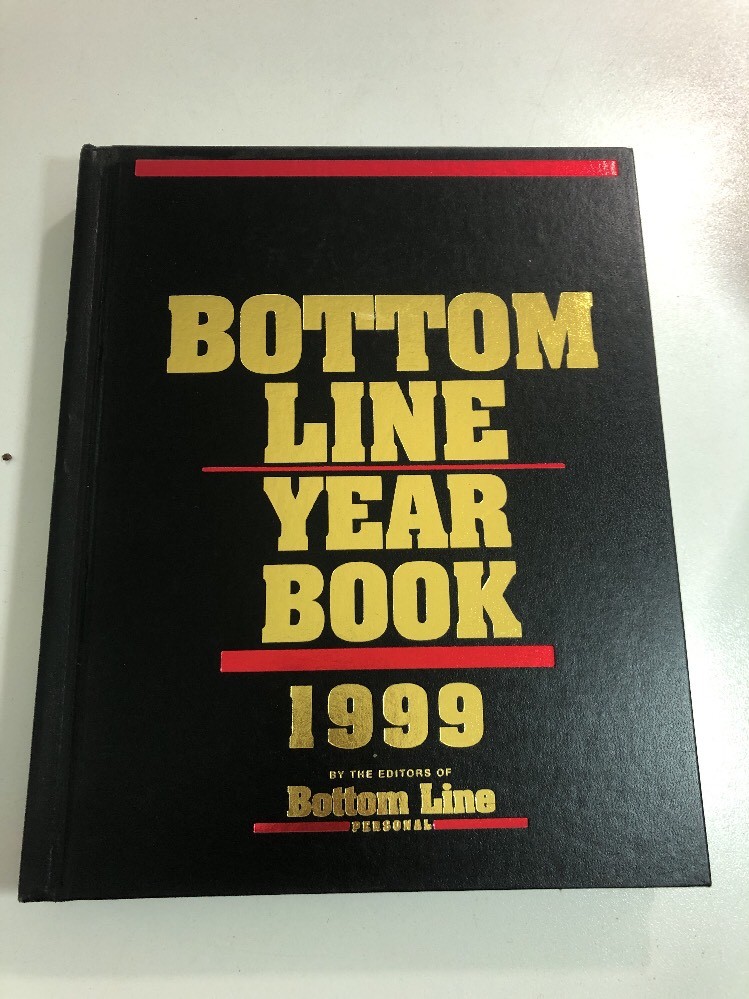 BOTTOM
LINE
YEAR
BOOK
1999
BY THE EDITORS OF
Bottom Line
PERSONAL